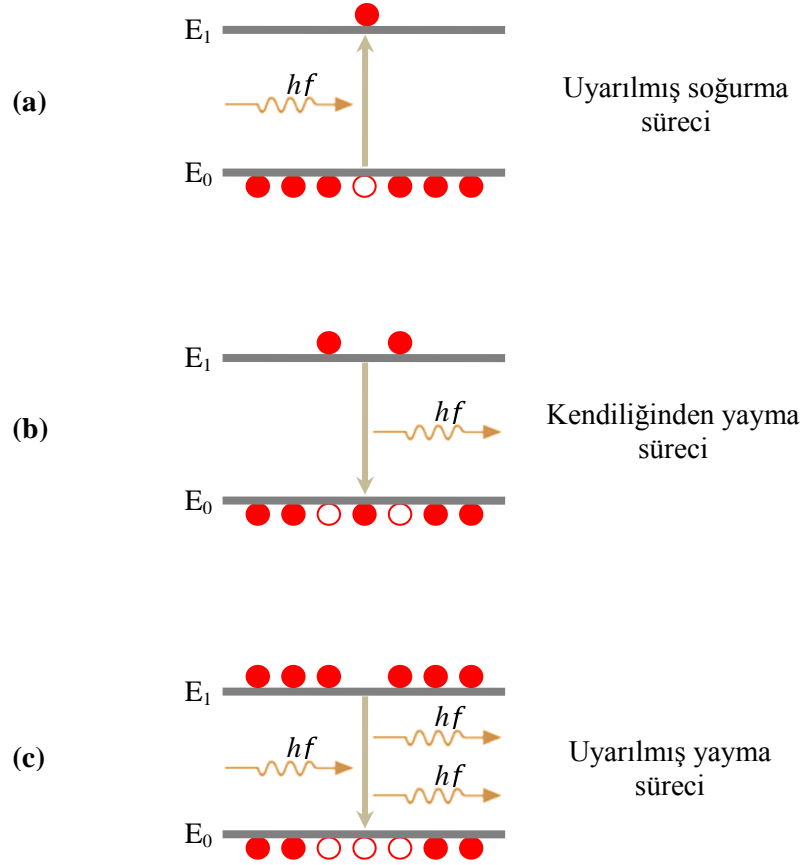 E₁
(a)
hf
Uyarılmış soğurma
süreci
E₀
E₁
(b)
hf
Kendiliğinden yayma
süreci
E₀
E₁
(c)
hf
hf
hf
Uyarılmış yayma
süreci
E₀